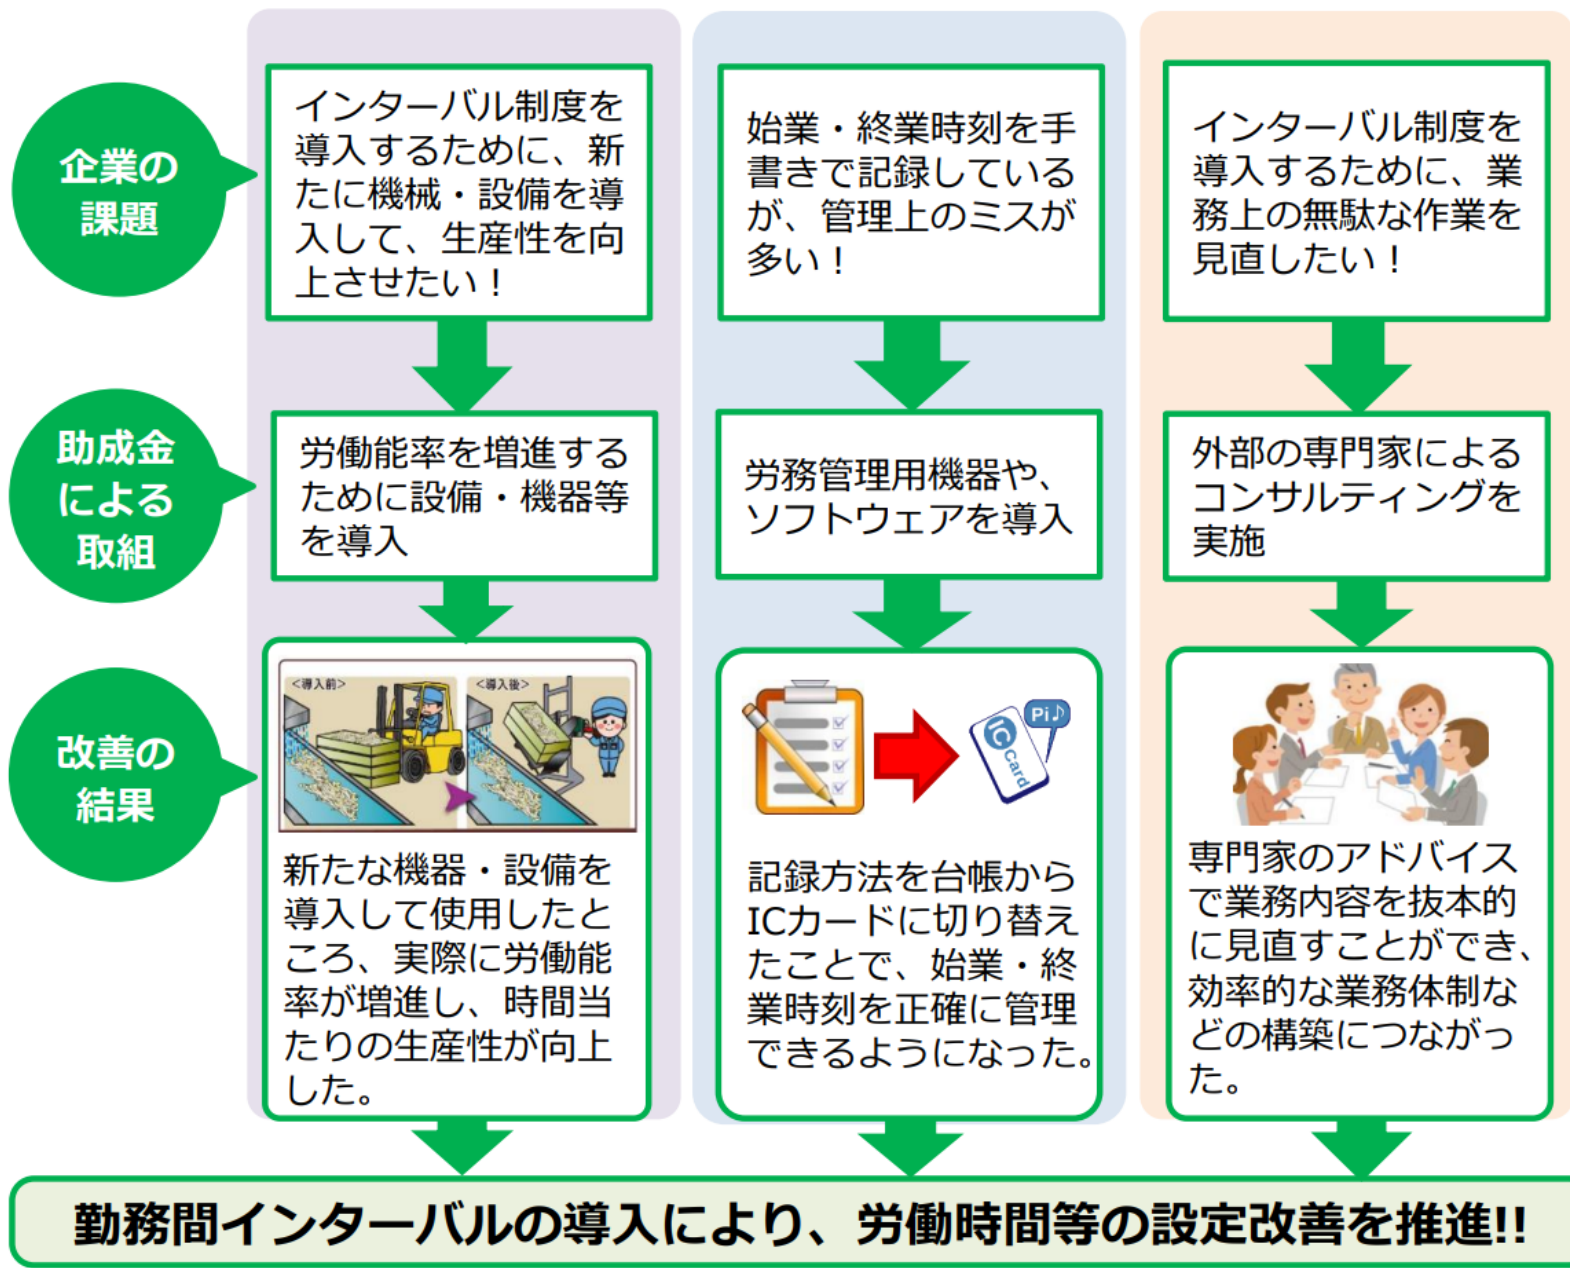 企業の
課題
インターバル制度を
導入するために、新
たに機械・設備を導
入して、生産性を向
上させたい！
始業・終業時刻を手
書きで記録している
が、管理上のミスが
多い！
インターバル制度を
導入するために、業
務上の無駄な作業を
見直したい！
助成金
による
取組
労働能率を増進する
ために設備・機器等
を導入
労務管理用機器や、
ソフトウェアを導入
外部の専門家による
コンサルティングを
実施
改善の
結果
<導入前>
<導入後>
新たな機器・設備を
導入して使用したと
ころ、実際に労働能
率が増進し、時間当
たりの生産性が向上
した。
Pi♪
IC
Card
記録方法を台帳から
ICカードに切り替え
たことで、始業・終
業時刻を正確に管理
できるようになった。
専門家のアドバイス
で業務内容を抜本的
に見直すことができ、
効率的な業務体制な
どの構築につながっ
た。
勤務間インターバルの導入により、労働時間等の設定改善を推進!!